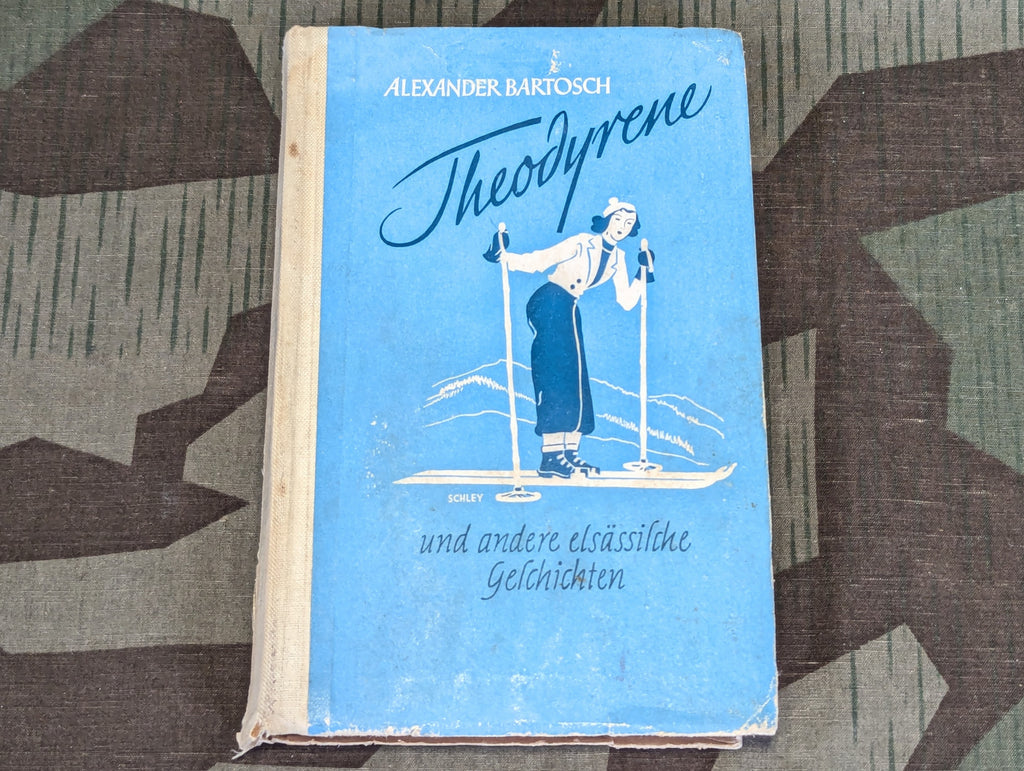 ALEXANDER BARTOSCH
Theodyrene
SCHLEY
und andere elsässiſche
Geſchichten